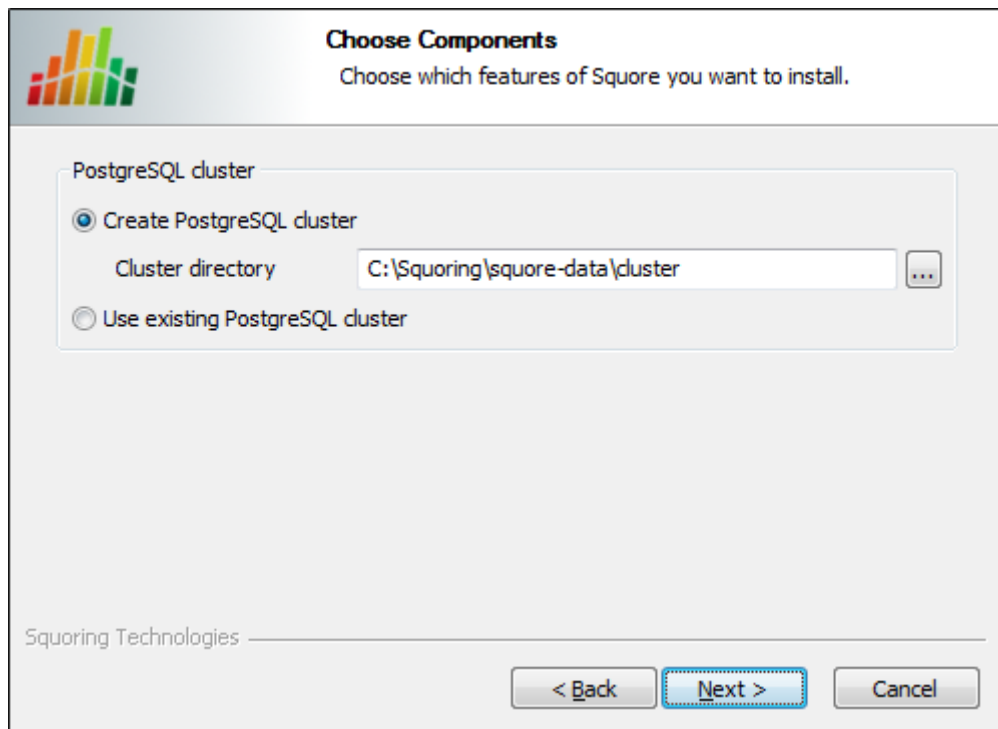 Choose Components
Choose which features of Squore you want to install.
PostgreSQL cluster
Create PostgreSQL cluster
Cluster directory C:\Squoring\squore-data\cluster ...
Use existing PostgreSQL cluster
Squoring Technologies
< Back Next > Cancel